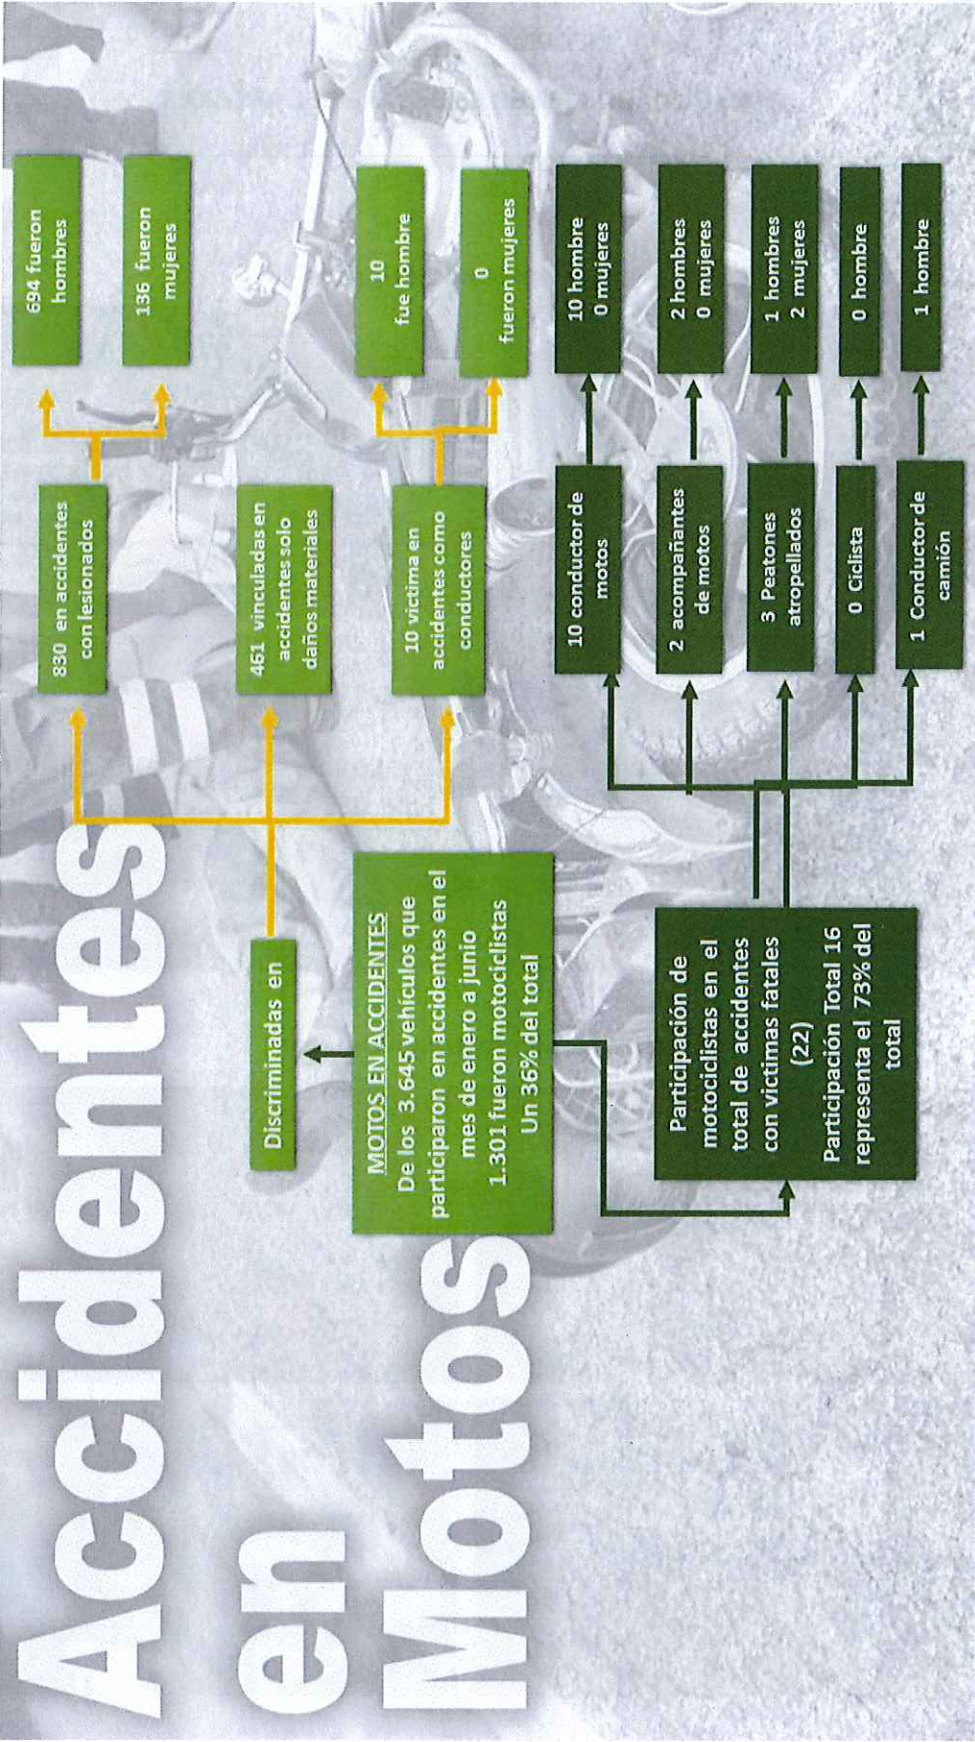 Accidentes
en
Motos
Discriminadas en
MOTOS EN ACCIDENTES
De los 3.645 vehículos que
participaron en accidentes en el
mes de enero a junio
1.301 fueron motociclistas
Un 36% del total
830 en accidentes
con lesionados
694 fueron
hombres
136 fueron
mujeres
461 vinculadas en
accidentes solo
daños materiales
10 victima en
accidentes como
conductores
10
fue hombre
0
fueron mujeres
Participación de
motociclistas en el
total de accidentes
con victimas fatales
(22)
Participación Total 16
representa el 73% del
total
10 conductor de
motos
10 hombre
0 mujeres
2 acompañantes
de motos
2 hombres
0 mujeres
3 Peatones
atropellados
1 hombres
2 mujeres
0 Ciclista
0 hombre
1 Conductor de
camión
1 hombre